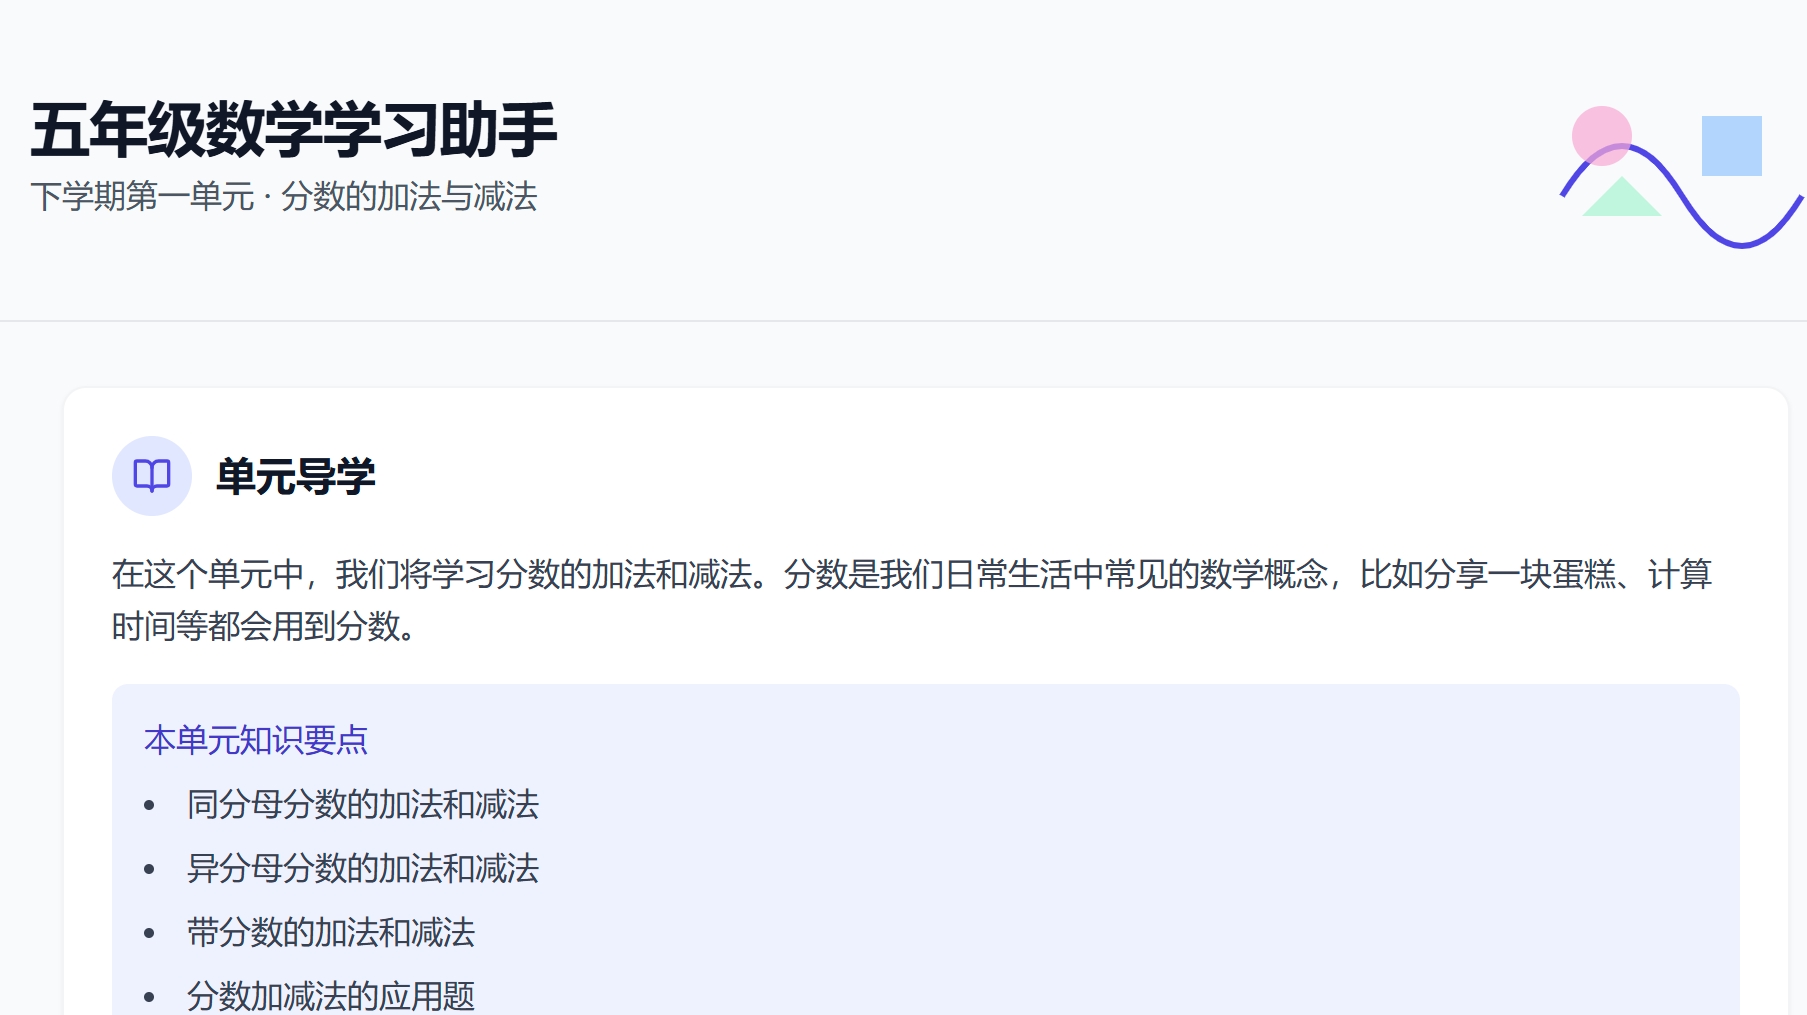 五年级数学学习助手
下学期第一单元 · 分数的加法与减法
单元导学
在这个单元中，我们将学习分数的加法和减法。分数是我们日常生活中常见的数学概念，比如分享一块蛋糕、计算
时间等都会用到分数。
本单元知识要点
• 同分母分数的加法和减法
• 异分母分数的加法和减法
• 带分数的加法和减法
• 分数加减法的应用题